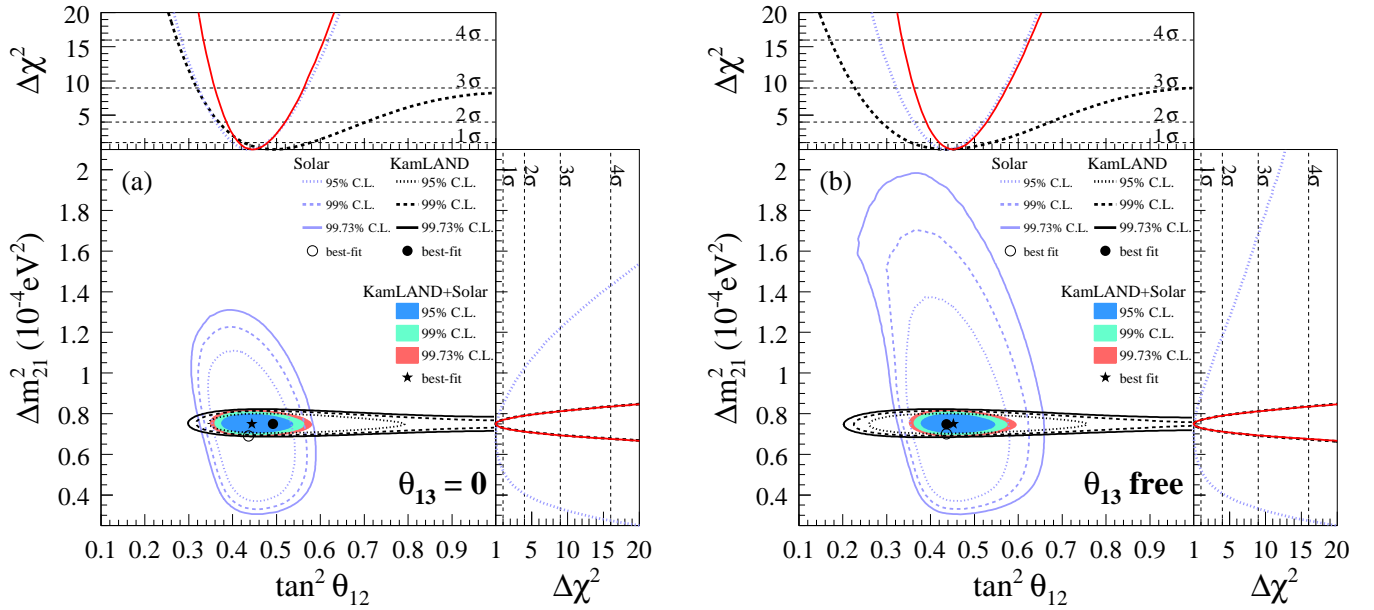 20
15
10
5
Δχ²
4σ
3σ
2σ
1σ
(a)
Solar KamLAND
95% C.L. 95% C.L.
99% C.L. 99% C.L.
99.73% C.L. 99.73% C.L.
best-fit best-fit
KamLAND+Solar
95% C.L.
99% C.L.
99.73% C.L.
best-fit
θ₁₃ = 0
2
1.8
1.6
1.4
1.2
1
0.8
0.6
0.4
Δm²₂₁ (10⁻⁴eV²)
1σ 2σ 3σ 4σ
0.1 0.2 0.3 0.4 0.5 0.6 0.7 0.8 0.9 1 5 10 15 20
tan² θ₁₂ Δχ²
20
15
10
5
Δχ²
4σ
3σ
2σ
1σ
(b)
Solar KamLAND
95% C.L. 95% C.L.
99% C.L. 99% C.L.
99.73% C.L. 99.73% C.L.
best fit best fit
KamLAND+Solar
95% C.L.
99% C.L.
99.73% C.L.
best fit
θ₁₃ free
2
1.8
1.6
1.4
1.2
1
0.8
0.6
0.4
Δm²₂₁ (10⁻⁴eV²)
1σ 2σ 3σ 4σ
0.1 0.2 0.3 0.4 0.5 0.6 0.7 0.8 0.9 1 5 10 15 20
tan² θ₁₂ Δχ²